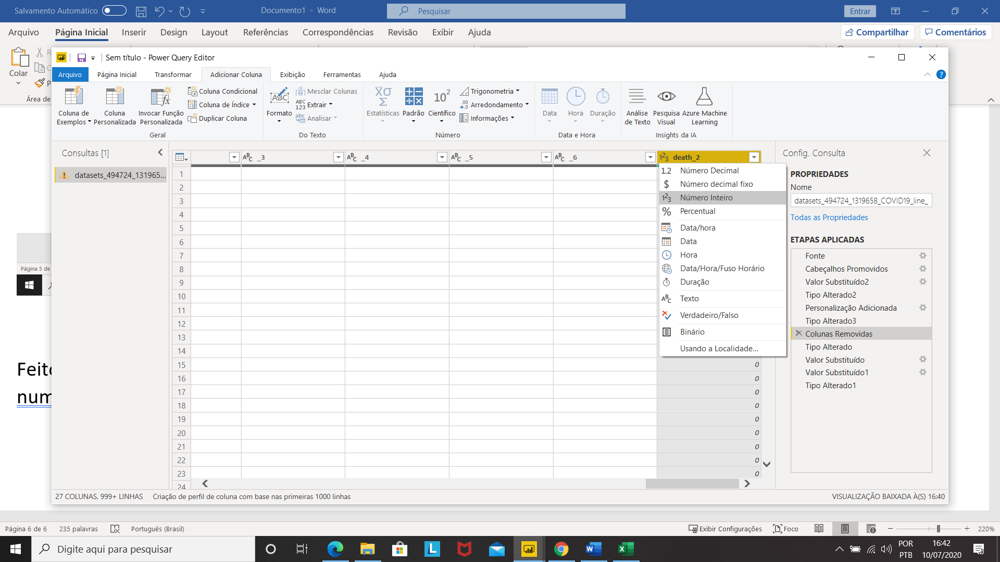 Salvamento Automático
Documento1 - Word
Pesquisar
Entrar
Arquivo
Página Inicial
Inserir
Design
Layout
Referências
Correspondências
Revisão
Exibir
Ajuda
Compartilhar
Comentários
Colar
Área de
Sem título - Power Query Editor
Arquivo
Página Inicial
Transformar
Adicionar Coluna
Exibição
Ferramentas
Ajuda
Coluna de
Exemplos
Coluna
Personalizada
Invocar Função
Personalizada
Coluna Condicional
Coluna de Índice
Duplicar Coluna
Geral
Formato
Mesclar Colunas
Extrair
Analisar
Do Texto
Estatísticas
Padrão
Científico
Trigonometria
Arredondamento
Informações
Número
Data
Hora
Duração
Data e Hora
Análise
de Texto
Pesquisa
Visual
Azure Machine
Learning
Insights da IA
Consultas [1]
datasets_494724_131965...
ABC _3
ABC _4
ABC _5
ABC _6
123 death_2
1
2
3
4
5
6
7
8
9
10
11
12
13
14
15 0
16 0
17 0
18 0
19 0
20 0
21 0
22 0
23 0
24
1.2 Número Decimal
$ Número decimal fixo
123 Número Inteiro
% Percentual
Data/hora
Data
Hora
Data/Hora/Fuso Horário
Duração
ABC Texto
Verdadeiro/Falso
Binário
Usando a Localidade...
Config. Consulta
PROPRIEDADES
Nome
datasets_494724_1319658_COVID19_line_
Todas as Propriedades
ETAPAS APLICADAS
Fonte
Cabeçalhos Promovidos
Valor Substituído2
Tipo Alterado2
Personalização Adicionada
Tipo Alterado3
Colunas Removidas
Tipo Alterado
Valor Substituído
Valor Substituído1
Tipo Alterado1
Página 5 de
Feito
num
27 COLUNAS, 999+ LINHAS
Criação de perfil de coluna com base nas primeiras 1000 linhas
VISUALIZAÇÃO BAIXADA À(S) 16:40
Página 6 de 6
235 palavras
Português (Brasil)
Exibir Configurações
Foco
220%
Digite aqui para pesquisar
POR
PTB
16:42
10/07/2020